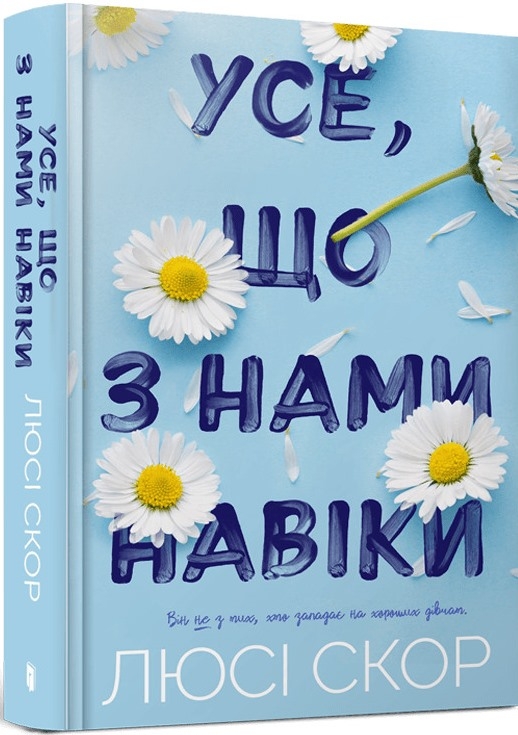 УСЕ, ЩО
З НАМИ НАВІКИ
ЛЮСІ СКОР
УСЕ,
ЩО
З НАМИ
НАВІКИ
Він не з тих, хто западає на хороших дівчат.
ЛЮСІ СКОР